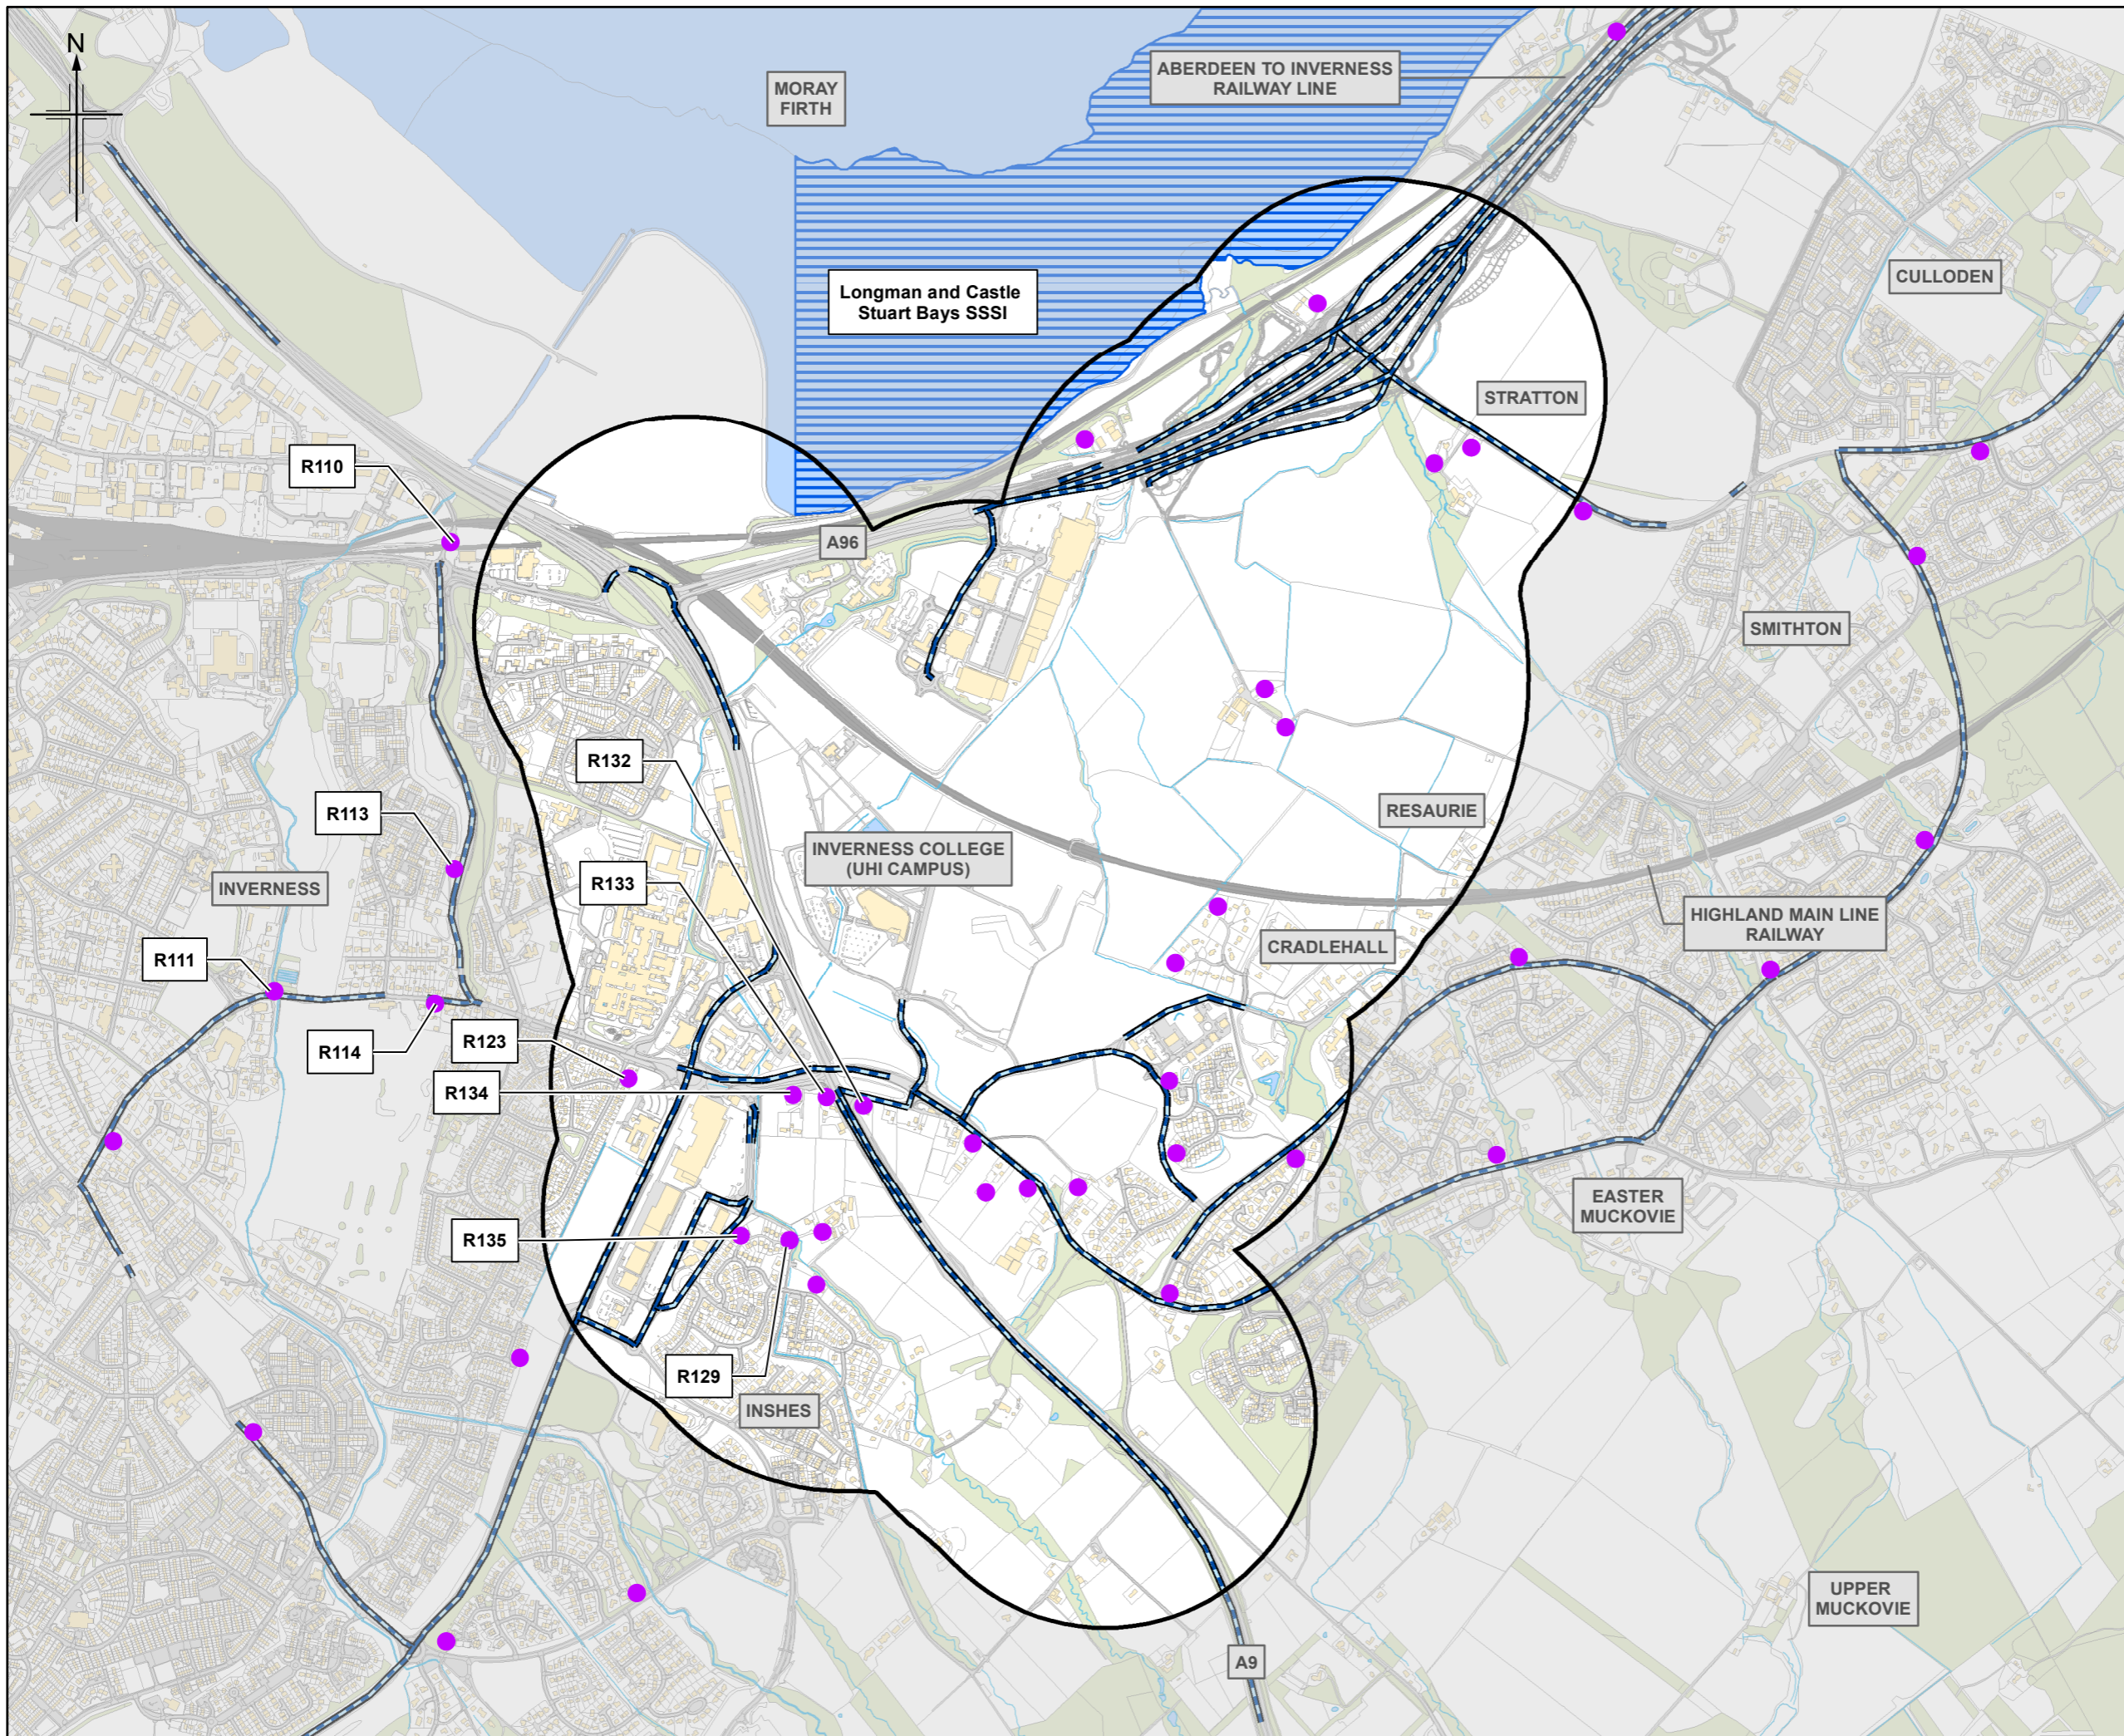 N
MORAY
FIRTH
ABERDEEN TO INVERNESS
RAILWAY LINE
CULLODEN
Longman and Castle
Stuart Bays SSSI
STRATTON
R110
A96
SMITHTON
R132
R113
RESAURIE
INVERNESS COLLEGE
(UHI CAMPUS)
R133
INVERNESS
HIGHLAND MAIN LINE
RAILWAY
CRADLEHALL
R111
R123
R114
R134
EASTER
MUCKOVIE
R135
R129
INSHES
UPPER
MUCKOVIE
A9